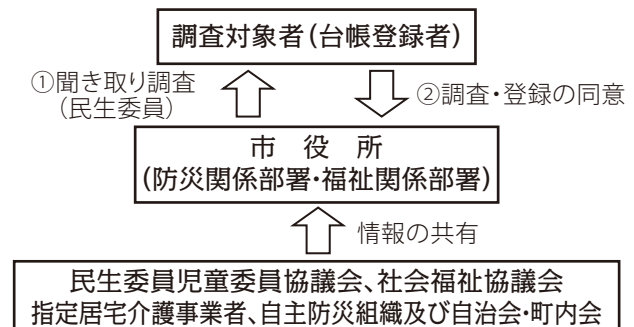 調査対象者(台帳登録者)
①聞き取り調査
(民生委員)
②調査・登録の同意
市 役 所
(防災関係部署・福祉関係部署)
情報の共有
民生委員児童委員協議会、社会福祉協議会
指定居宅介護事業者、自主防災組織及び自治会・町内会